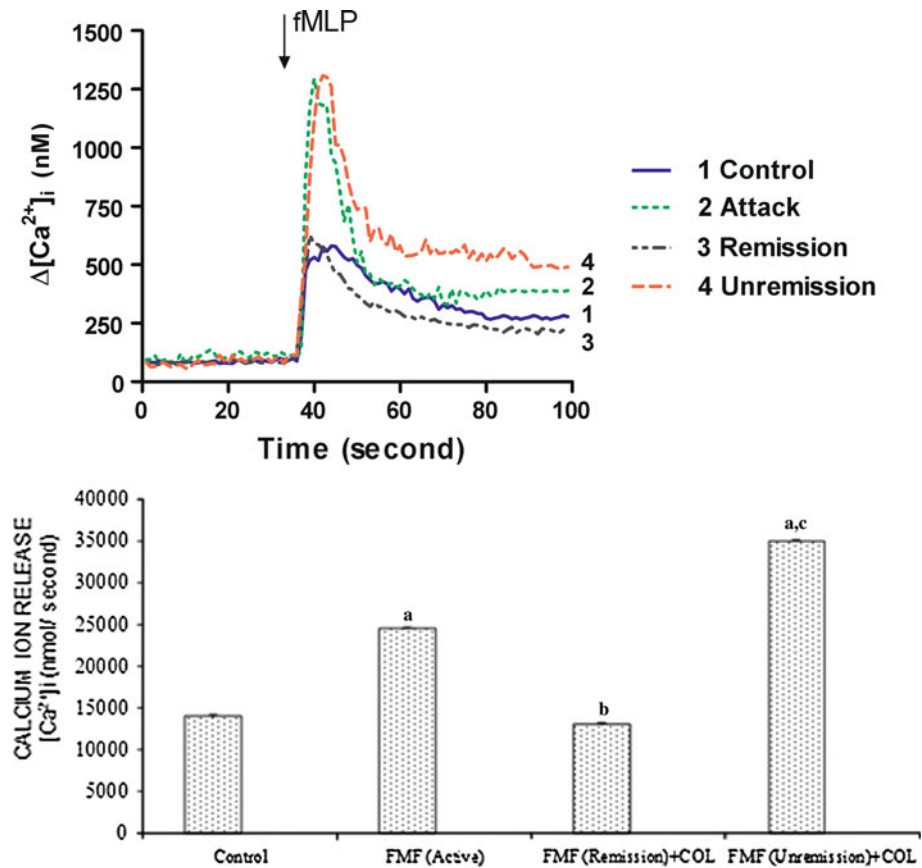 fMLP
1500
1250
1000
750
500
250
0
Δ[Ca²⁺]i (nM)
0 20 40 60 80 100
Time (second)
4
2
1
3
1 Control
2 Attack
3 Remission
4 Unremission
40000
35000
30000
25000
20000
15000
10000
5000
0
CALCIUM ION RELEASE
[Ca²⁺]i (nmol/ second)
a
b
a,c
Control FMF (Active) FMF (Remission)+COL FMF (Unremission)+COL